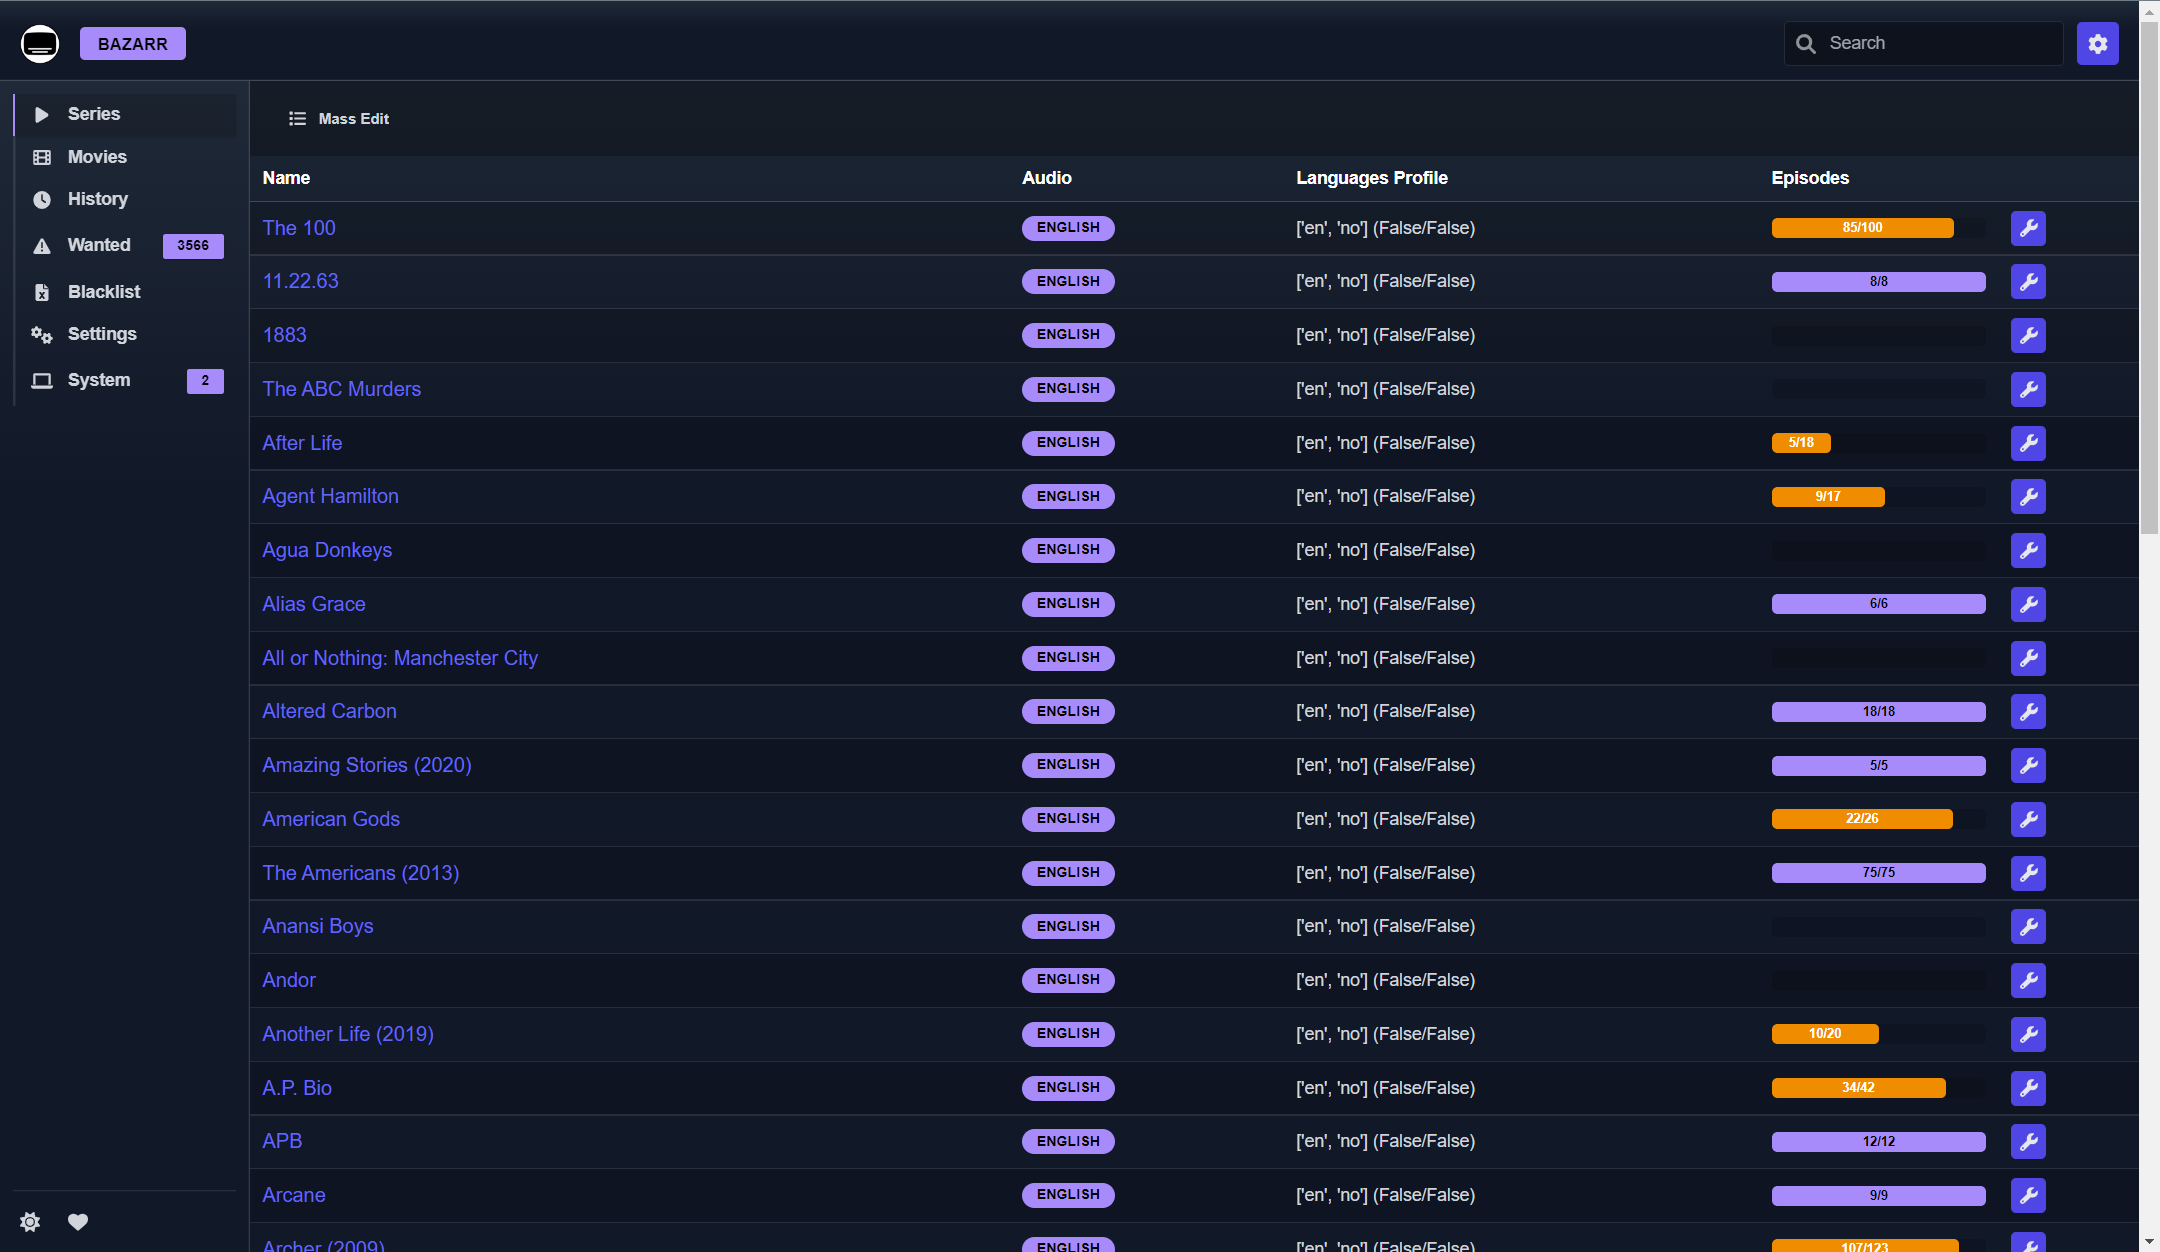 BAZARR
Search
Series
Movies
History
Wanted 3566
Blacklist
Settings
System 2
Mass Edit
Name Audio Languages Profile Episodes
The 100 ENGLISH ['en', 'no'] (False/False) 85/100
11.22.63 ENGLISH ['en', 'no'] (False/False) 8/8
1883 ENGLISH ['en', 'no'] (False/False)
The ABC Murders ENGLISH ['en', 'no'] (False/False)
After Life ENGLISH ['en', 'no'] (False/False) 5/18
Agent Hamilton ENGLISH ['en', 'no'] (False/False) 9/17
Agua Donkeys ENGLISH ['en', 'no'] (False/False)
Alias Grace ENGLISH ['en', 'no'] (False/False) 6/6
All or Nothing: Manchester City ENGLISH ['en', 'no'] (False/False)
Altered Carbon ENGLISH ['en', 'no'] (False/False) 18/18
Amazing Stories (2020) ENGLISH ['en', 'no'] (False/False) 5/5
American Gods ENGLISH ['en', 'no'] (False/False) 22/26
The Americans (2013) ENGLISH ['en', 'no'] (False/False) 75/75
Anansi Boys ENGLISH ['en', 'no'] (False/False)
Andor ENGLISH ['en', 'no'] (False/False)
Another Life (2019) ENGLISH ['en', 'no'] (False/False) 10/20
A.P. Bio ENGLISH ['en', 'no'] (False/False) 34/42
APB ENGLISH ['en', 'no'] (False/False) 12/12
Arcane ENGLISH ['en', 'no'] (False/False) 9/9
Archer (2009) ENGLISH ['en', 'no'] (False/False) 107/123